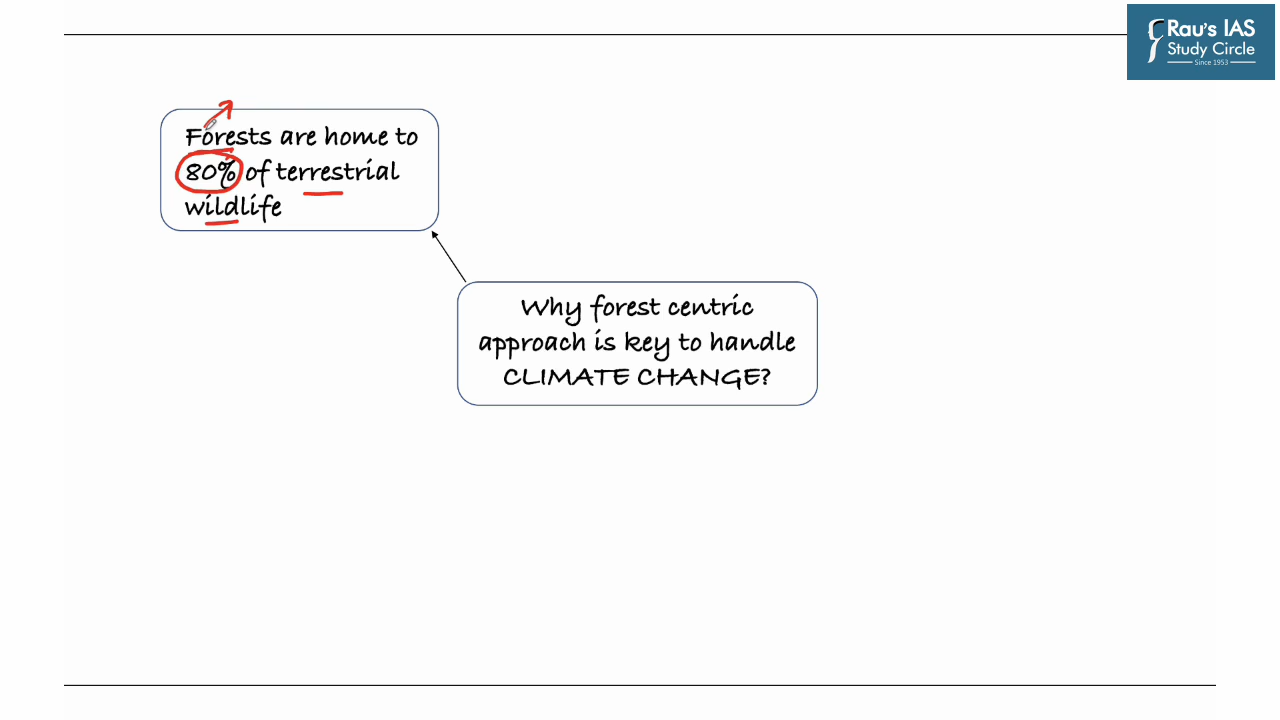 Rau's IAS
Study Circle
Since 1953
Forests are home to
80% of terrestrial
wildlife
Why forest centric
approach is key to handle
CLIMATE CHANGE?